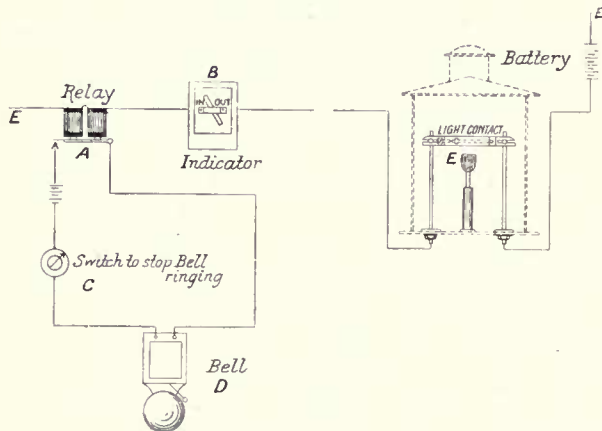 E
B
Battery
Relay
IN OUT
E
LIGHT CONTACT
A
A
Indicator
E
Switch to stop Bell
ringing
C
Bell
D